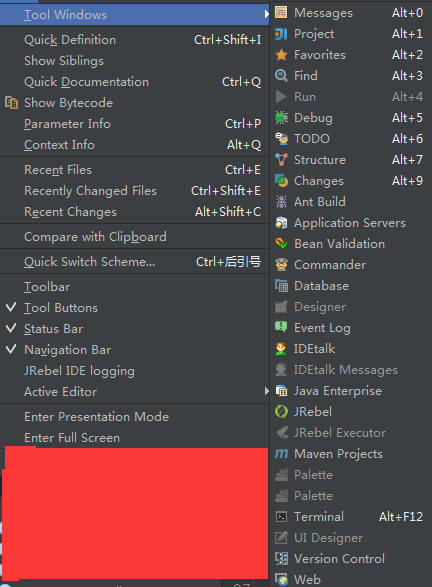 Tool Windows
Quick Definition Ctrl+Shift+I
Show Siblings
Quick Documentation Ctrl+Q
Show Bytecode
Parameter Info Ctrl+P
Context Info Alt+Q
Recent Files Ctrl+E
Recently Changed Files Ctrl+Shift+E
Recent Changes Alt+Shift+C
Compare with Clipboard
Quick Switch Scheme... Ctrl+后引号
Toolbar
Tool Buttons
Status Bar
Navigation Bar
JRebel IDE logging
Active Editor
Enter Presentation Mode
Enter Full Screen
Messages Alt+0
Project Alt+1
Favorites Alt+2
Find Alt+3
Run Alt+4
Debug Alt+5
TODO Alt+6
Structure Alt+7
Changes Alt+9
Ant Build
Application Servers
Bean Validation
Commander
Database
Designer
Event Log
IDEtalk
IDEtalk Messages
Java Enterprise
JRebel
JRebel Executor
Maven Projects
Palette
Palette
Terminal Alt+F12
UI Designer
Version Control
Web